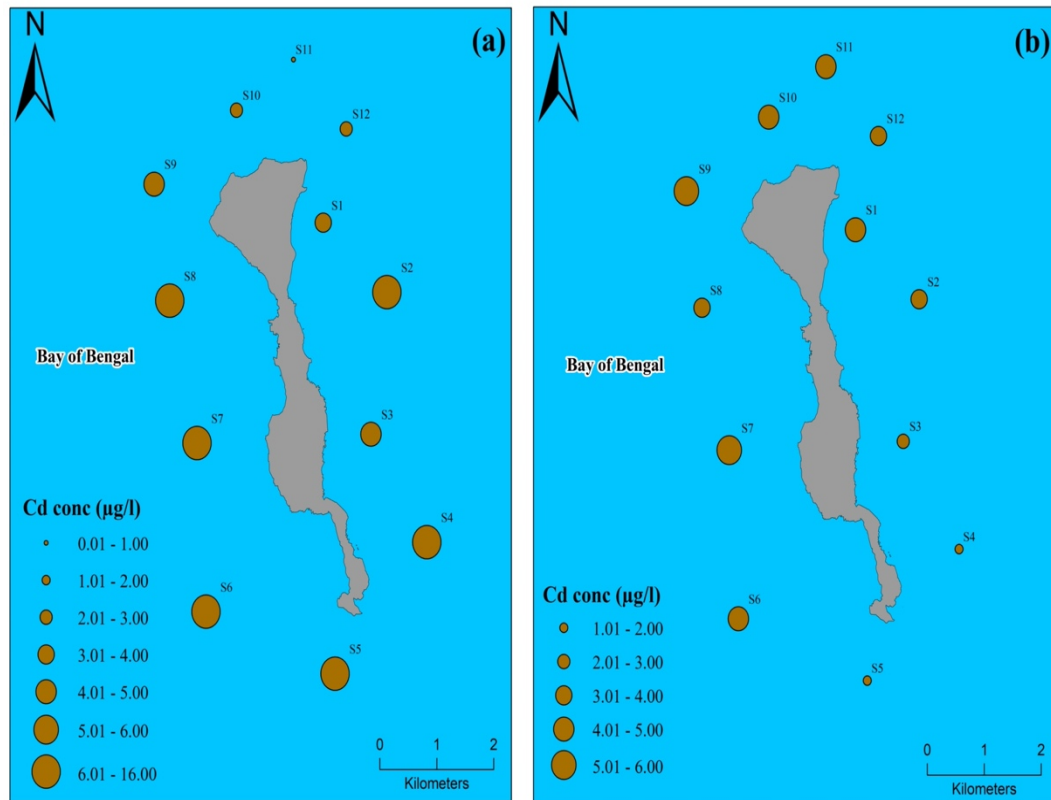 N
(a)
S11
S10
S12
S9
S1
S2
S8
Bay of Bengal
S7
S3
S4
S6
S5
Cd conc (µg/l)
0.01 - 1.00
1.01 - 2.00
2.01 - 3.00
3.01 - 4.00
4.01 - 5.00
5.01 - 6.00
6.01 - 16.00
0 1 2
Kilometers
N
(b)
S11
S10
S12
S9
S1
S2
S8
Bay of Bengal
S7
S3
S4
S6
S5
Cd conc (µg/l)
1.01 - 2.00
2.01 - 3.00
3.01 - 4.00
4.01 - 5.00
5.01 - 6.00
0 1 2
Kilometers